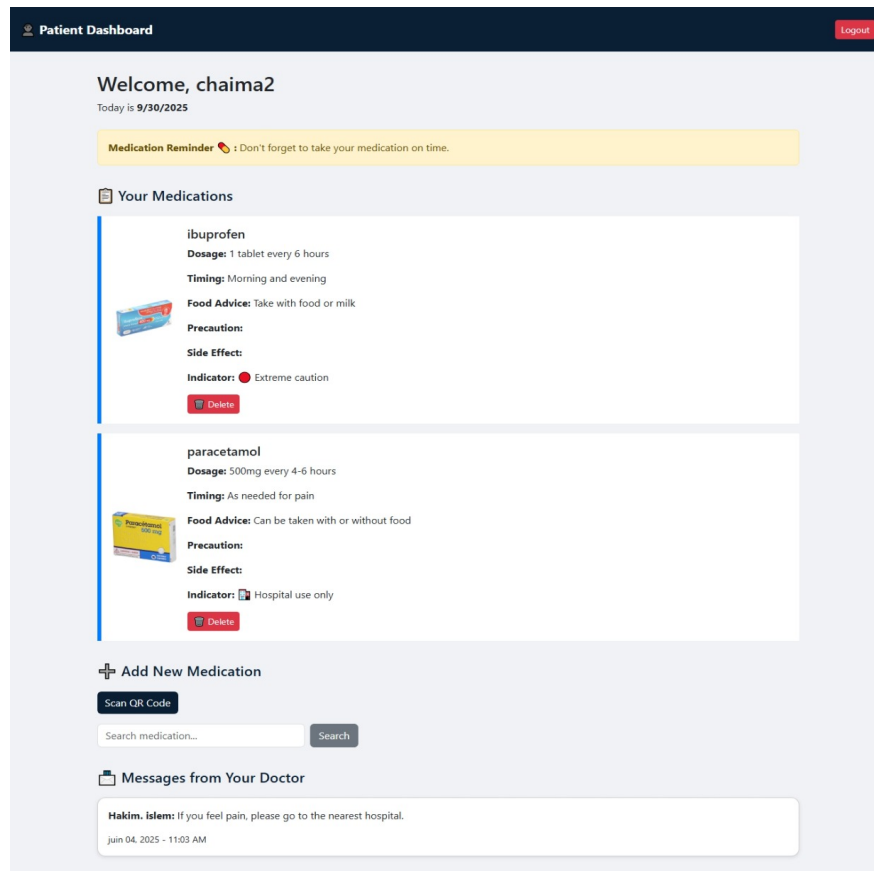 Patient Dashboard
Logout
Welcome, chaima2
Today is 9/30/2025
Medication Reminder : Don't forget to take your medication on time.
Your Medications
ibuprofen
Dosage: 1 tablet every 6 hours
Timing: Morning and evening
Food Advice: Take with food or milk
Precaution:
Side Effect:
Indicator: Extreme caution
Delete
paracetamol
Dosage: 500mg every 4-6 hours
Timing: As needed for pain
Paracétamol
500 mg
Food Advice: Can be taken with or without food
Precaution:
Side Effect:
Indicator: Hospital use only
Delete
Add New Medication
Scan QR Code
Search medication...
Search
Messages from Your Doctor
Hakim. islem: If you feel pain, please go to the nearest hospital.
juin 04, 2025 - 11:03 AM